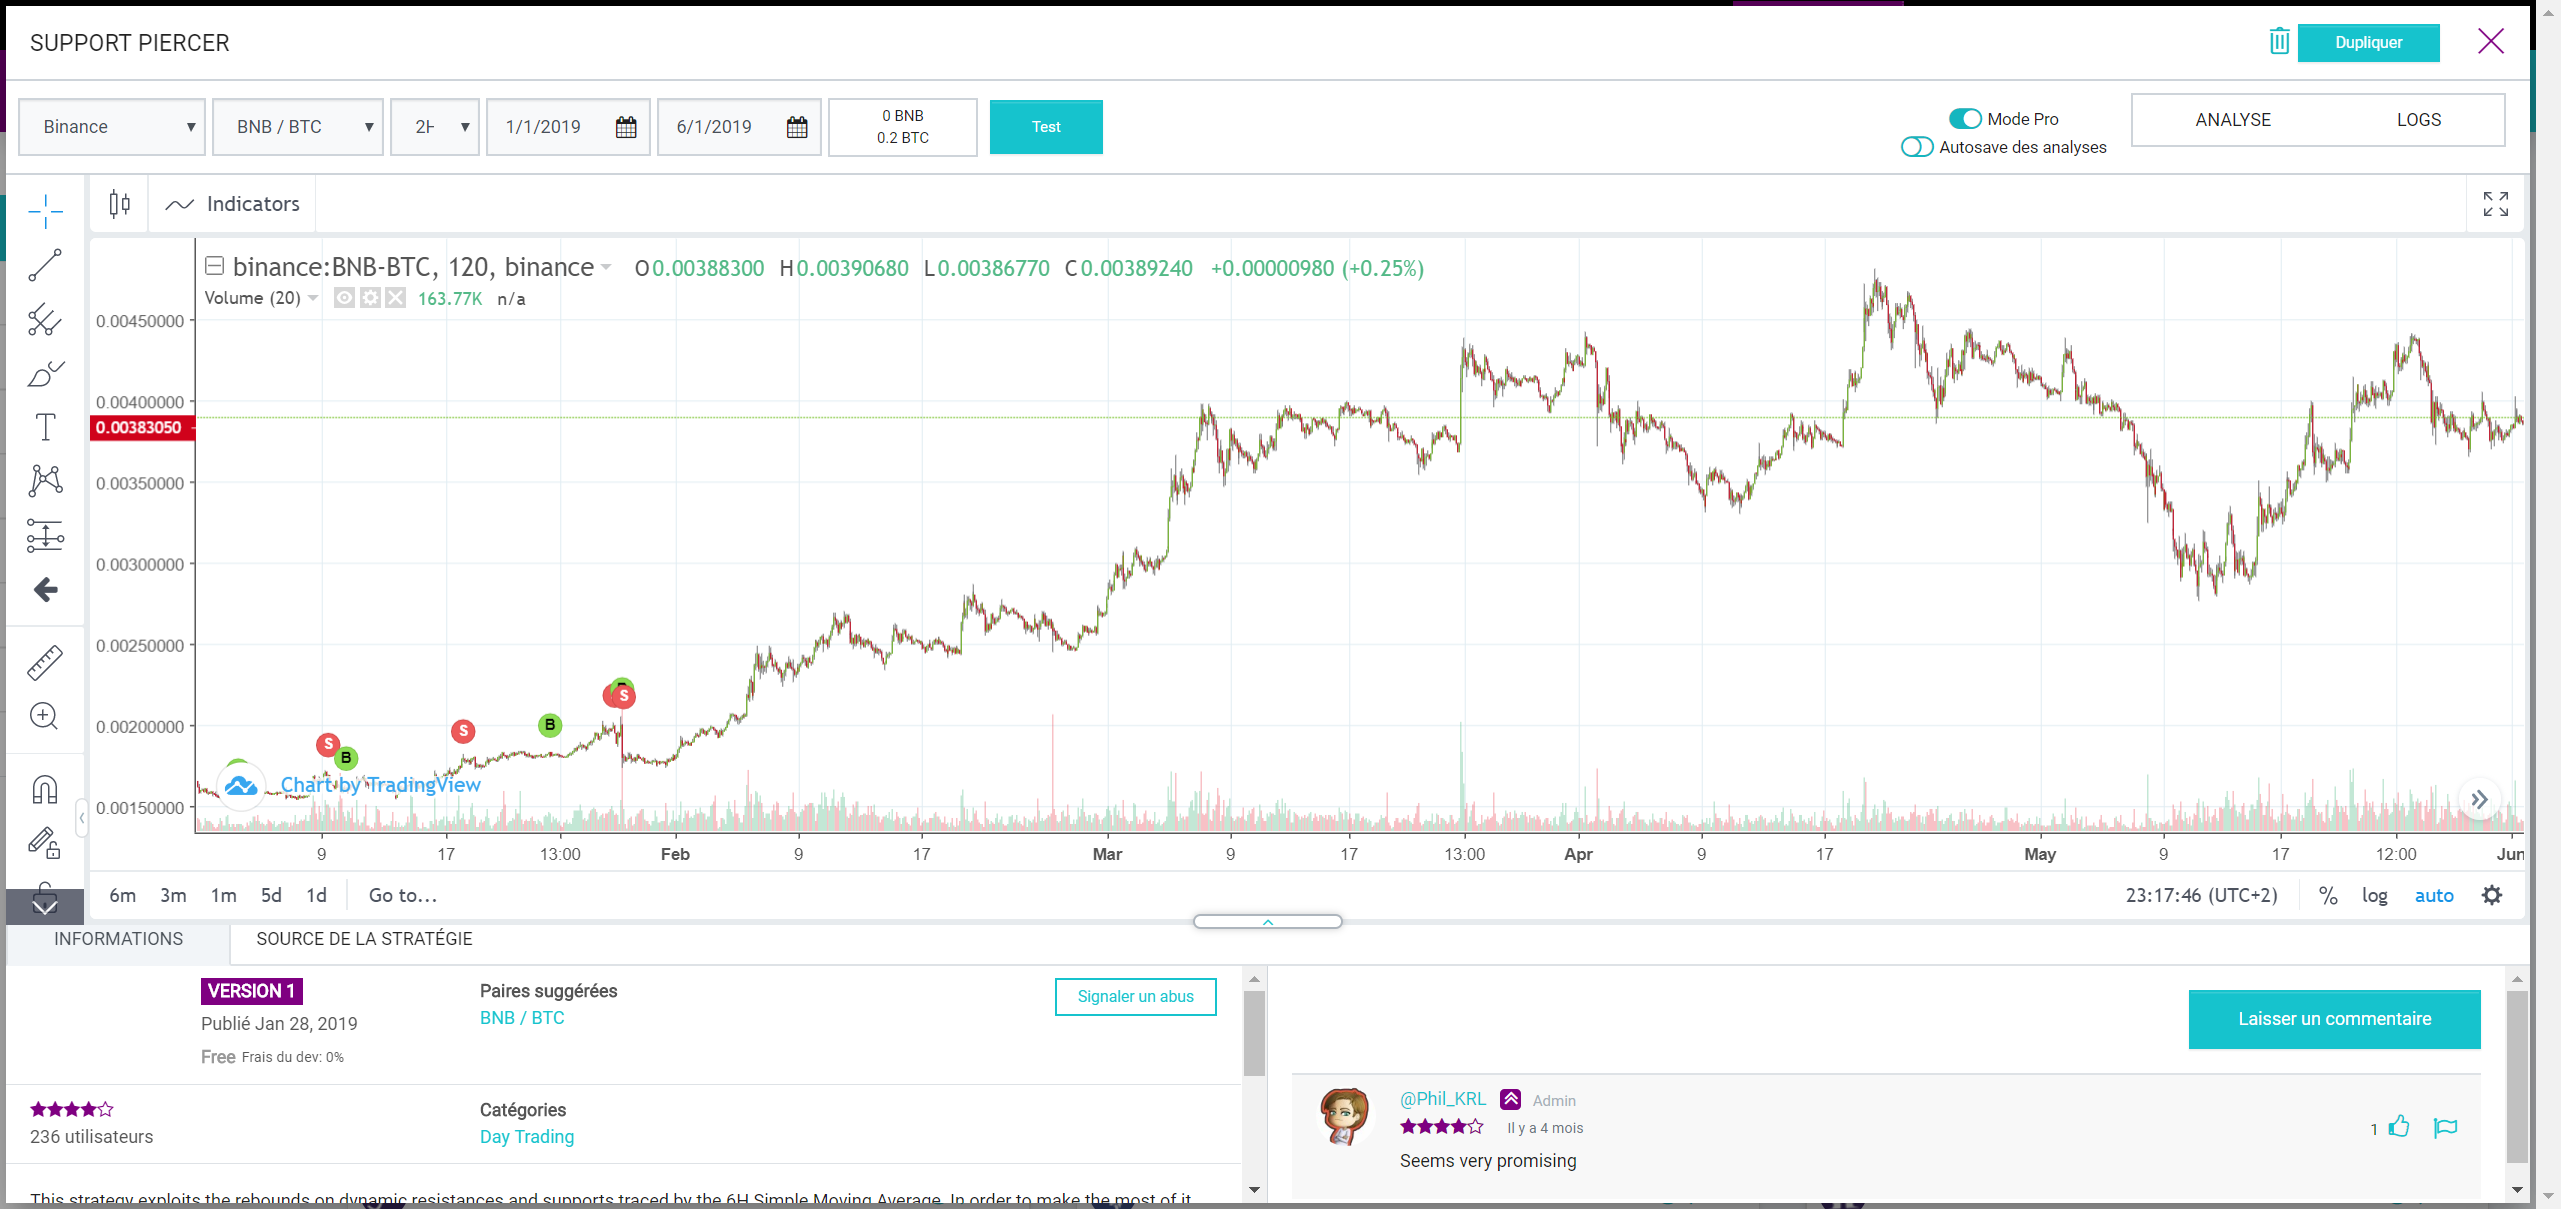 SUPPORT PIERCER
Dupliquer
Binance
BNB / BTC
2H
1/1/2019
6/1/2019
0 BNB
0.2 BTC
Test
Mode Pro
Autosave des analyses
ANALYSE
LOGS
Indicators
binance:BNB-BTC, 120, binance O 0.00388300 H 0.00390680 L 0.00386770 C 0.00389240 +0.00000980 (+0.25%)
Volume (20) 163.77K n/a
0.00450000
0.00400000
0.00383050
0.00350000
0.00300000
0.00250000
0.00200000
0.00150000
S
B
S
B
S
Chart by TradingView
9 17 13:00 Feb 9 17 Mar 9 17 13:00 Apr 9 17 May 9 17 12:00 Jun
6m 3m 1m 5d 1d Go to...
23:17:46 (UTC+2) % log auto
INFORMATIONS
SOURCE DE LA STRATÉGIE
VERSION 1
Publié Jan 28, 2019
Free Frais du dev: 0%
Paires suggérées
BNB / BTC
Signaler un abus
236 utilisateurs
Catégories
Day Trading
This strategy exploits the rebounds on dynamic resistances and supports traced by the 6H Simple Moving Average. In order to make the most of it
Laisser un commentaire
@Phil_KRL Admin
Il y a 4 mois
1
Seems very promising